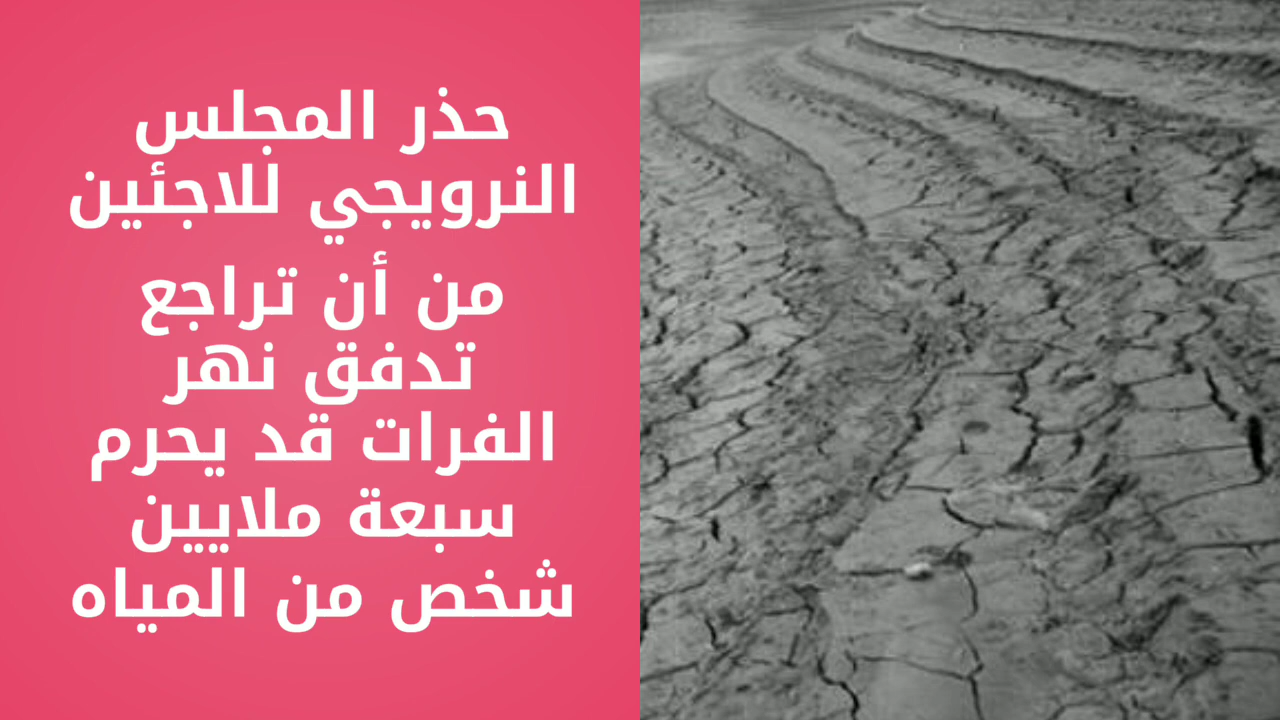 حذر المجلس
النرويجي للاجئين
من أن تراجع
تدفق نهر
الفرات قد يحرم
سبعة ملايين
شخص من المياه